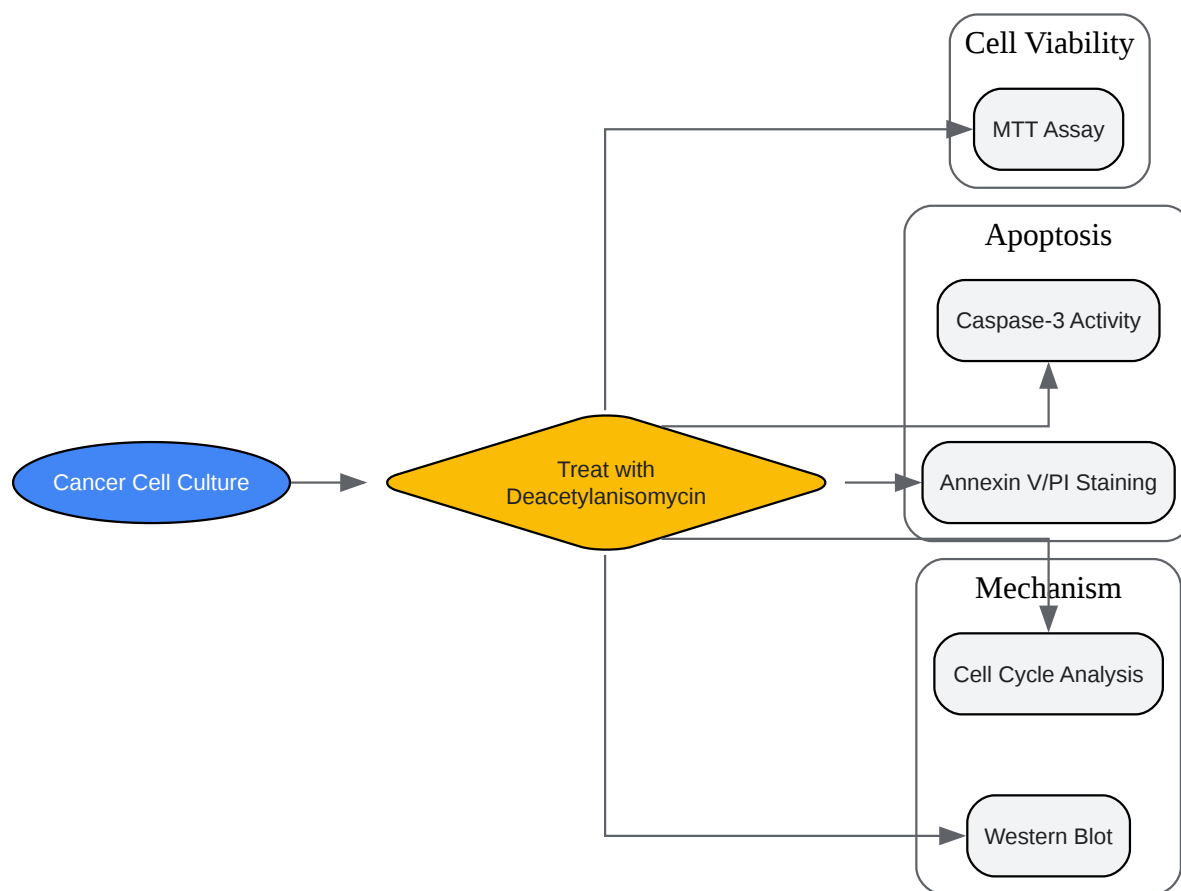 Cell Viability
MTT Assay
Apoptosis
Caspase-3 Activity
Cancer Cell Culture
Treat with
Deacetylanisomycin
Annexin V/PI Staining
Mechanism
Cell Cycle Analysis
Western Blot